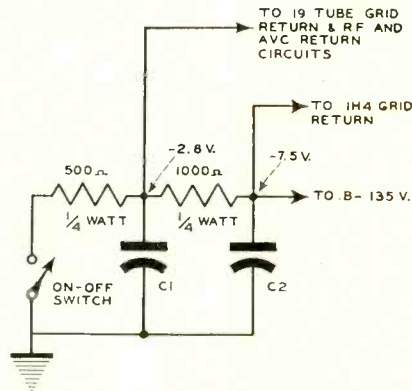 TO 19 TUBE GRID
RETURN & RF AND
AVC RETURN
CIRCUITS
TO 1H4 GRID
RETURN
-2.8 V.
-7.5 V.
500Ω
1000Ω
TO B- 135 V.
1/4 WATT
1/4 WATT
ON-OFF
SWITCH
C1
C2